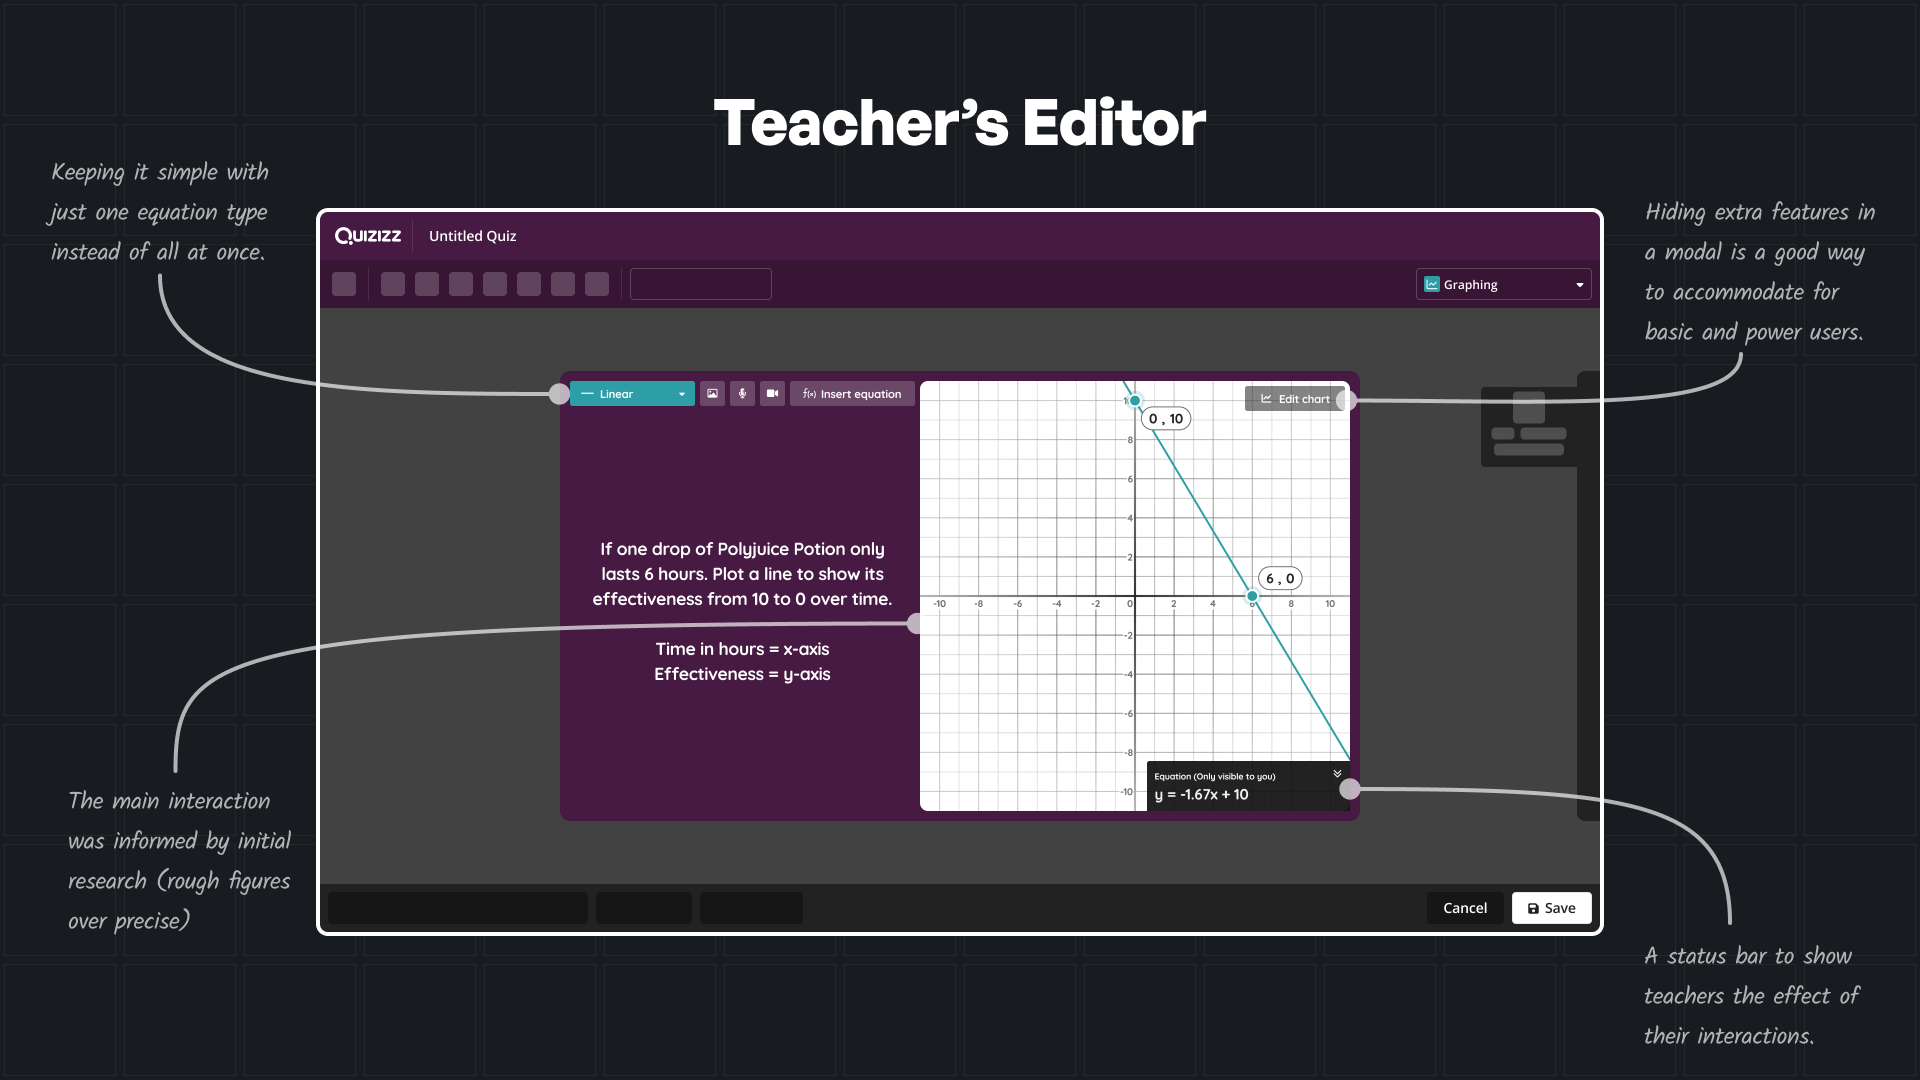 Teacher's Editor
Keeping it simple with
just one equation type
instead of all at once.
Hiding extra features in
a modal is a good way
to accommodate for
basic and power users.
QUIZIZZ
Untitled Quiz
Graphing
Linear
f(x) Insert equation
Edit chart
If one drop of Polyjuice Potion only
lasts 6 hours. Plot a line to show its
effectiveness from 10 to 0 over time.
Time in hours = x-axis
Effectiveness = y-axis
0 , 10
8
6
4
2
6 , 0
-10 -8 -6 -4 -2 0 2 4 8 10
-2
-4
-6
-8
-10
Equation (Only visible to you)
y = -1.67x + 10
The main interaction
was informed by initial
research (rough figures
over precise)
Cancel
Save
A status bar to show
teachers the effect of
their interactions.